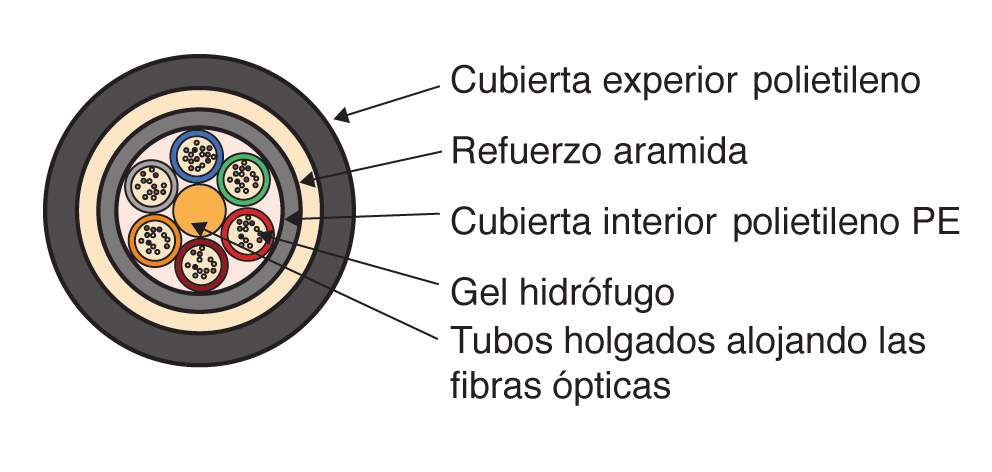 Cubierta experior polietileno
Refuerzo aramida
Cubierta interior polietileno PE
Gel hidrófugo
Tubos holgados alojando las
fibras ópticas